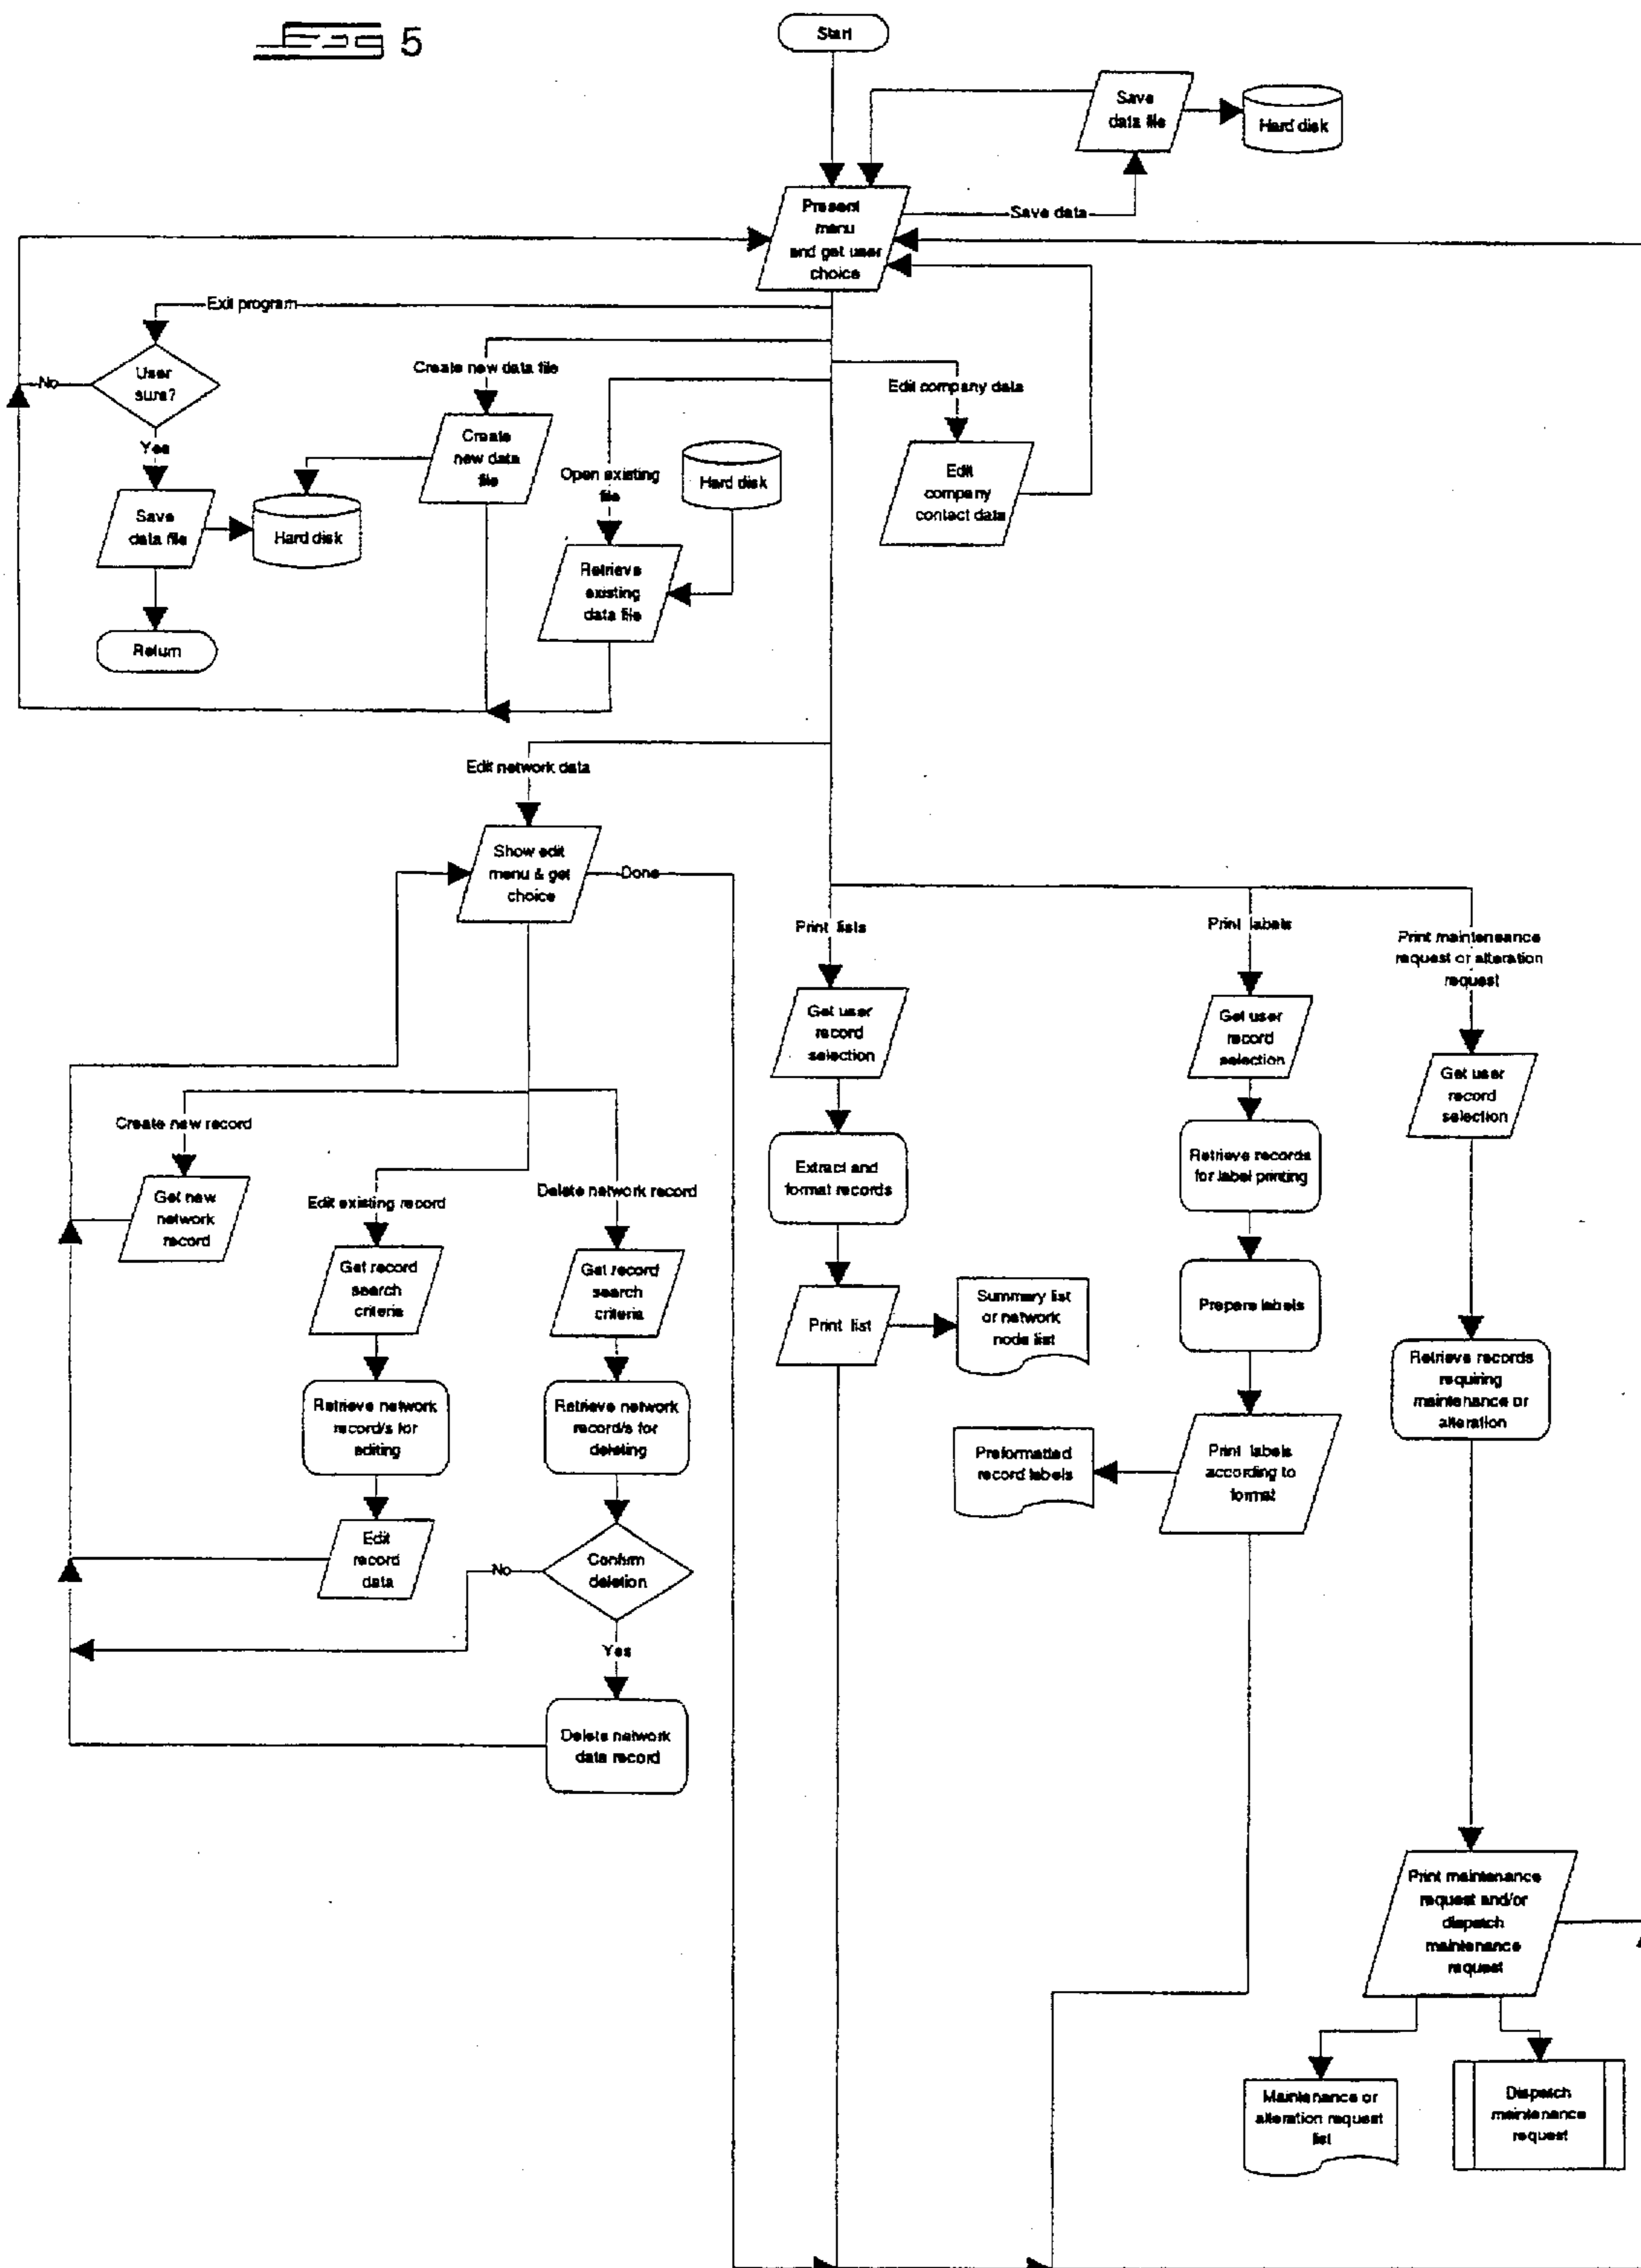 5
Start
Save
data file
Hard disk
Present
menu
and get user
choice
Save data
Exit program
User
sure?
No
Yes
Save
data file
Hard disk
Return
Create new data file
Create
new data
file
Open existing
file
Hard disk
Retrieve
existing
data file
Edit company data
Edit
company
contact data
Edit network data
Show edit
menu & get
choice
Done
Create new record
Get new
network
record
Edit existing record
Get record
search
criteria
Retrieve network
record/s for
editing
Edit
record
data
Delete network record
Get record
search
criteria
Retrieve network
record/s for
deleting
Confirm
deletion
No
Yes
Delete network
data record
Print lists
Get user
record
selection
Extract and
format records
Print list
Summary list
or network
node list
Print labels
Get user
record
selection
Retrieve records
for label printing
Prepare labels
Print labels
according to
format
Preformatted
record labels
Print mainteneance
request or alteration
request
Get user
record
selection
Retrieve records
requiring
maintenance or
alteration
Print maintenance
request and/or
dispatch
maintenance
request
Maintenance or
alteration request
list
Dispatch
maintenance
request